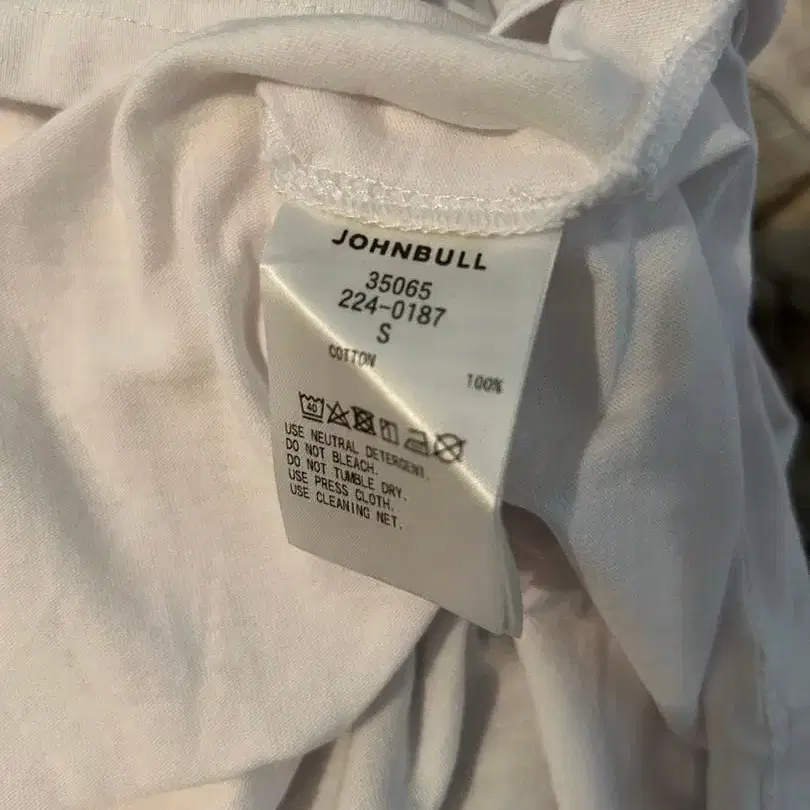 JOHNBULL
35065
224-0187
S
COTTON 100%
40
USE NEUTRAL DETERGENT.
DO NOT BLEACH.
DO NOT TUMBLE DRY.
USE PRESS CLOTH.
USE CLEANING NET.